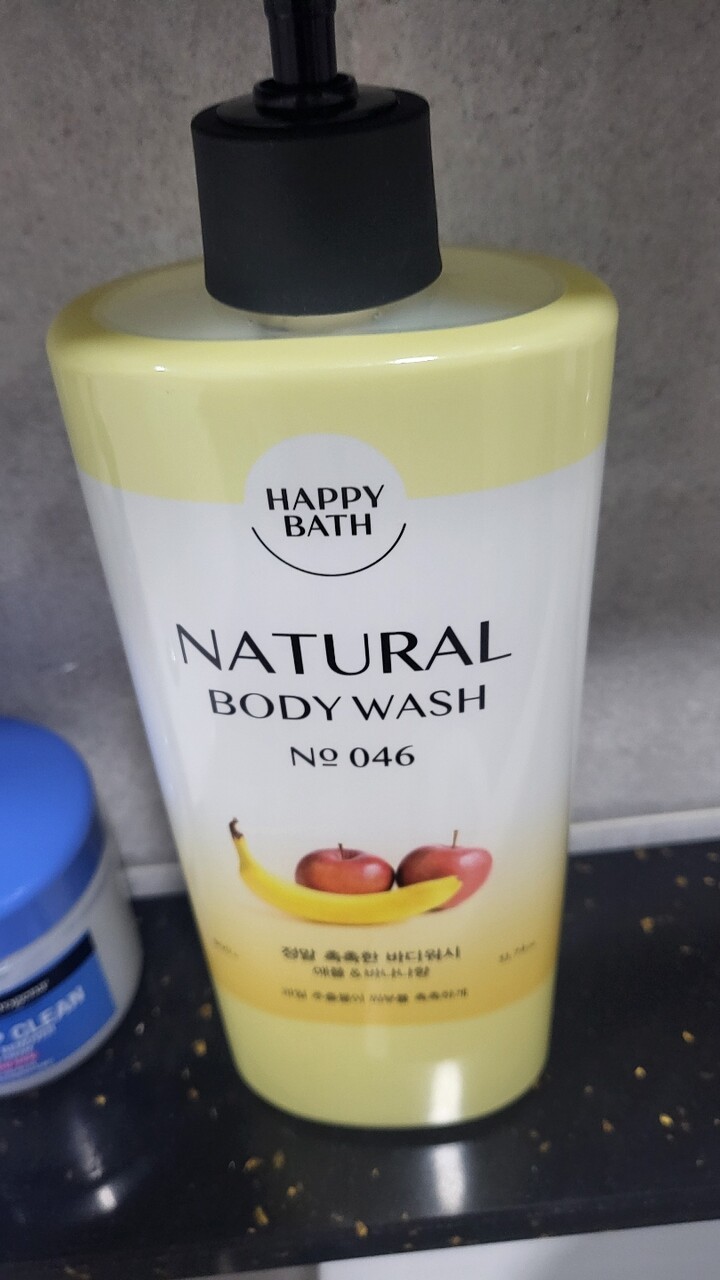 HAPPY
BATH
NATURAL
BODY WASH
Nº 046
정말 촉촉한 바디워시
애플 & 바나나향
CLEAN